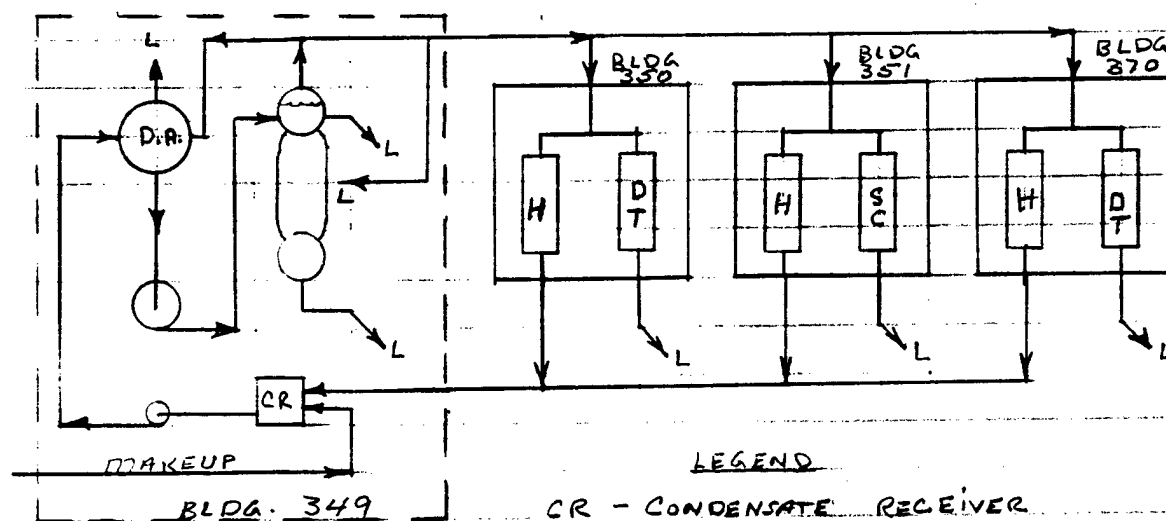 L
BLDG
350
BLDG
351
BLDG
370
D.A.
L
L
H
D
T
H
S
C
H
D
T
L
L
L
L
CR
MAKEUP
LEGEND
BLDG. 349
CR - CONDENSATE RECEIVER